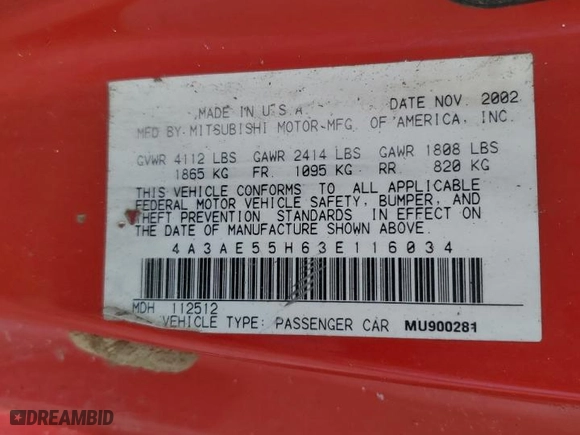 MADE IN U.S.A. DATE NOV. 2002
MFD BY MITSUBISHI MOTOR-MFG. OF AMERICA, INC.
GVWR 4112 LBS GAWR 2414 LBS GAWR 1808 LBS
1865 KG FR. 1095 KG RR. 820 KG
THIS VEHICLE CONFORMS TO ALL APPLICABLE
FEDERAL MOTOR VEHICLE SAFETY, BUMPER, AND
THEFT PREVENTION STANDARDS IN EFFECT ON
THE DATE OF MANUFACTURE SHOWN ABOVE.
4A3AE55H63E116034
MDH 112512
VEHICLE TYPE: PASSENGER CAR MU900281
DREAMBID